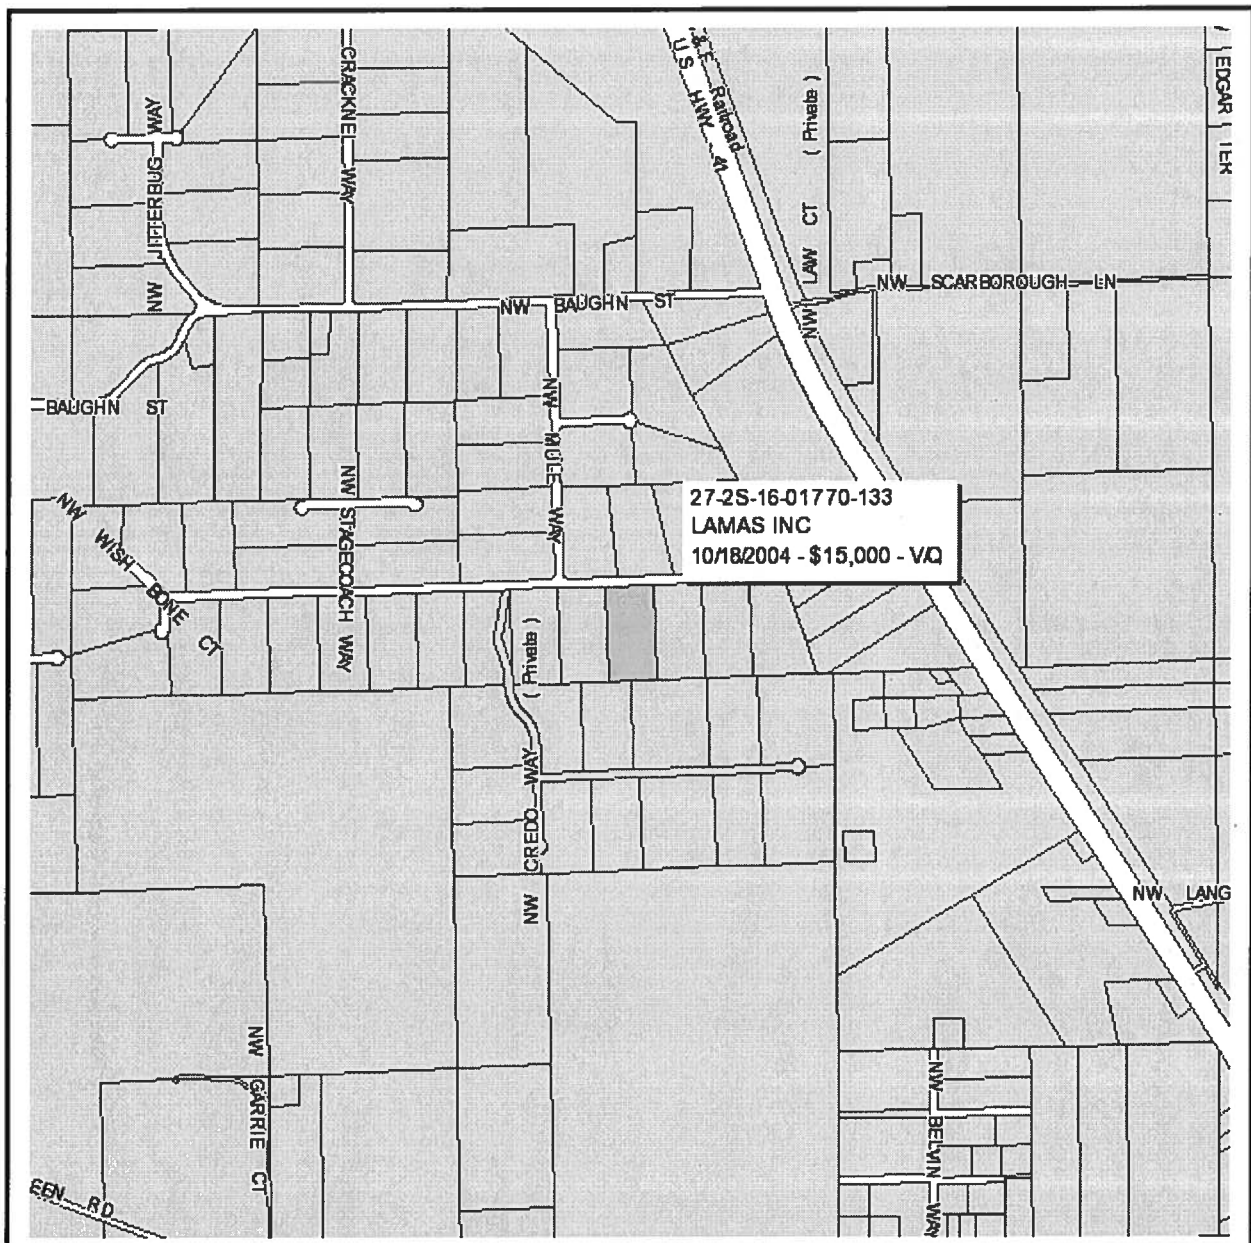 NW JITTERBUG WAY
CRACKNEL WAY
& F Railroad
U S HWY 41
NW LAW CT ( Private )
EDGAR TER
NW SCARBOROUGH LN
NW BAUGHN ST
BAUGHN ST
NW MULE WAY
NW STAGECOACH WAY
NW WISH BONE CT
27-2S-16-01770-133
LAMAS INC
10/18/2004 - $15,000 - V/Q
NW CREDO WAY ( Private )
NW LANG
NW GARRIE CT
NW BELVIN WAY
EEN RD